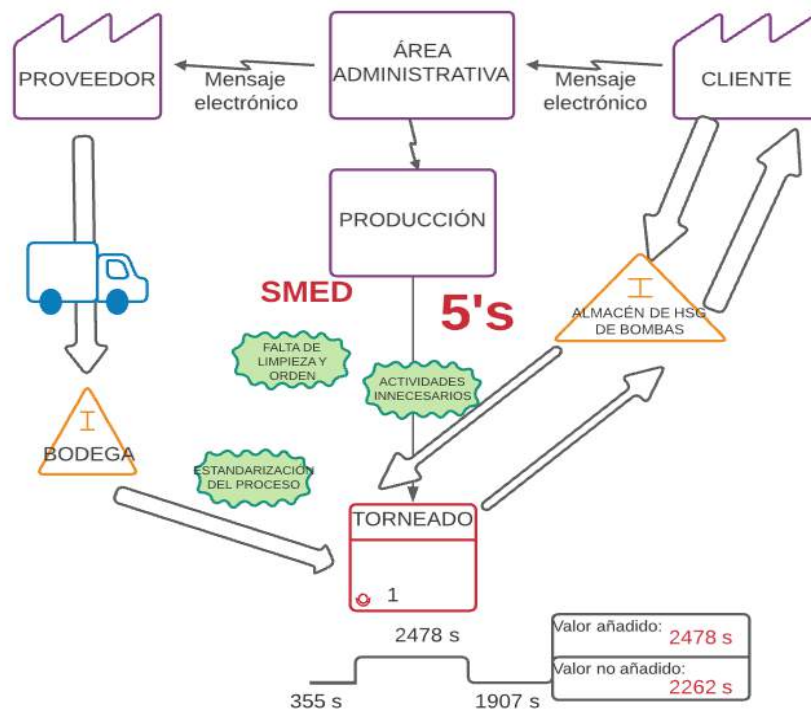 PROVEEDOR
Mensaje
electrónico
ÁREA
ADMINISTRATIVA
Mensaje
electrónico
CLIENTE
PRODUCCIÓN
SMED
5's
ALMACÉN DE HSG
DE BOMBAS
FALTA DE
LIMPIEZA Y
ORDEN
ACTIVIDADES
INNECESARIOS
BODEGA
ESTANDARIZACIÓN
DEL PROCESO
TORNEADO
1
2478 s
355 s
1907 s
Valor añadido:
2478 s
Valor no añadido:
2262 s